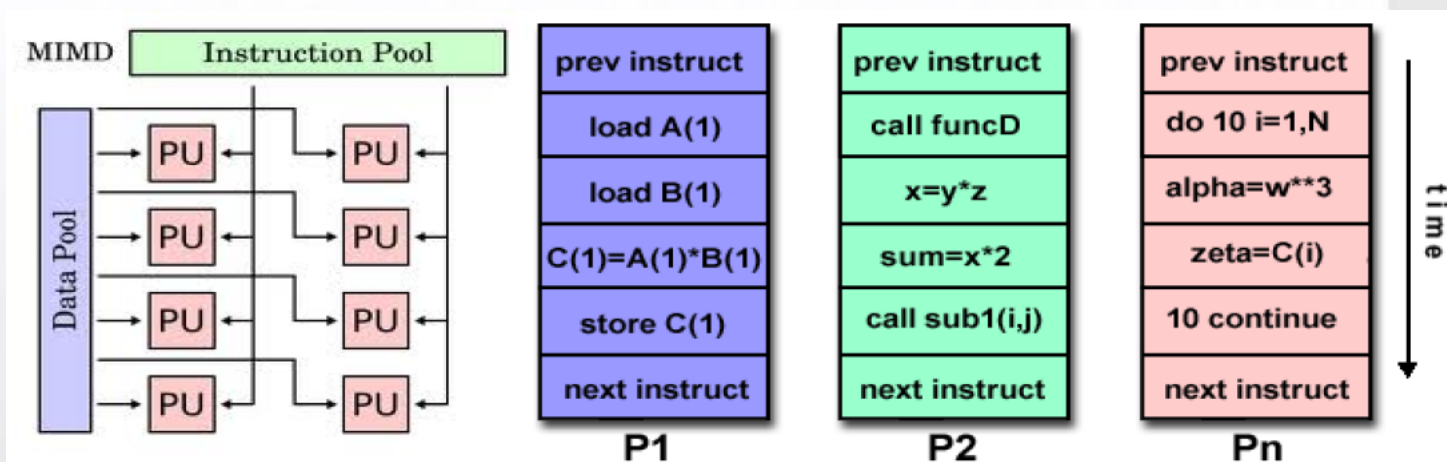 MIMD
Instruction Pool
Data Pool
PU PU
PU PU
PU PU
PU PU
prev instruct
load A(1)
load B(1)
C(1)=A(1)*B(1)
store C(1)
next instruct
P1
prev instruct
call funcD
x=y*z
sum=x*2
call sub1(i,j)
next instruct
P2
prev instruct
do 10 i=1,N
alpha=w**3
zeta=C(i)
10 continue
next instruct
Pn
time